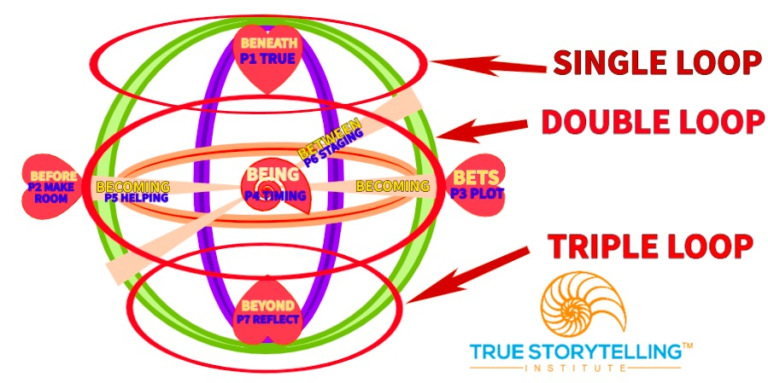 BENEATH
P1 TRUE
SINGLE LOOP
DOUBLE LOOP
BETWEEN
P6 STAGING
BEFORE
P2 MAKE
ROOM
BECOMING
P5 HELPING
BEING
P4 TIMING
BECOMING
BETS
P3 PLOT
TRIPLE LOOP
BEYOND
P7 REFLECT
TRUE STORYTELLING™
INSTITUTE